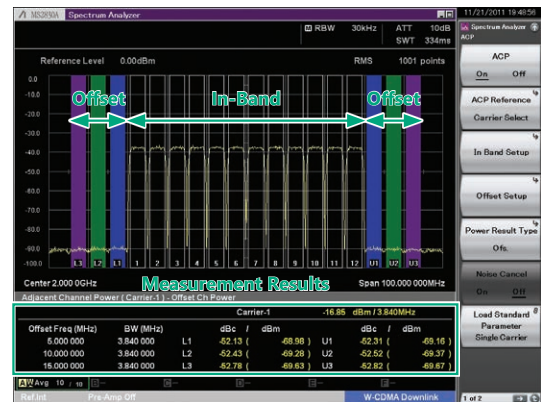 MS2830A Spectrum Analyzer
11/21/2011 19:48:56
RBW 30kHz ATT 10dB
SWT 334ms
Spectrum Analyzer
ACP
Reference Level 0.00dBm RMS 1001 points
ACP
On Off
ACP Reference
Carrier Select
In Band Setup
Offset Setup
Power Result Type
Ofs.
Noise Cancel
On Off
Load Standard
Parameter
Single Carrier
1 of 2
0.0
-10.0
-20.0
-30.0
-40.0
-50.0
-60.0
-70.0
-80.0
-90.0
-100.0
Offset In-Band Offset
L3 L2 L1 1 2 3 4 5 6 7 8 9 10 11 12 U1 U2 U3
Center 2.000 0GHz Span 100.000 000MHz
Measurement Results
Adjacent Channel Power ( Carrier-1 ) - Offset Ch Power
Carrier-1 -16.85 dBm / 3.840MHz
Offset Freq (MHz) BW (MHz) dBc / dBm dBc / dBm
5.000 000 3.840 000 L1 -52.13 ( -68.98 ) U1 -52.31 ( -69.16 )
10.000 000 3.840 000 L2 -52.43 ( -69.28 ) U2 -52.52 ( -69.37 )
15.000 000 3.840 000 L3 -52.78 ( -69.63 ) U3 -52.82 ( -69.67 )
Avg 10 / 10
Ref.Int Pre-Amp Off W-CDMA Downlink